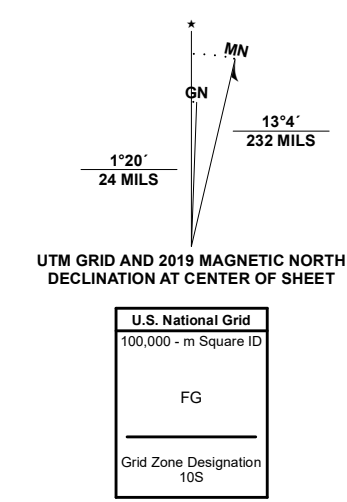 ★
MN
GN
13°4´
232 MILS
1°20´
24 MILS
UTM GRID AND 2019 MAGNETIC NORTH
DECLINATION AT CENTER OF SHEET
U.S. National Grid
100,000 - m Square ID
FG
Grid Zone Designation
10S